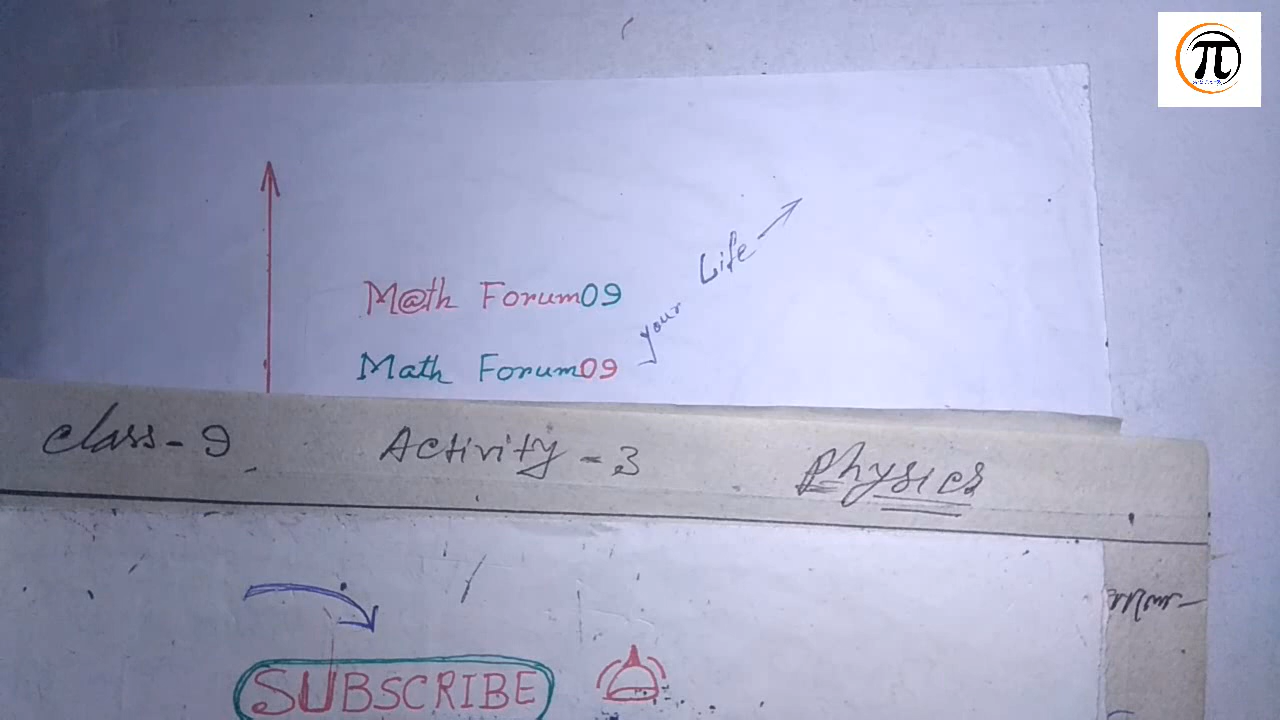 π
M@th Forum09
Math Forum09
your Life
Class-9 Activity-3 Physics
SUBSCRIBE